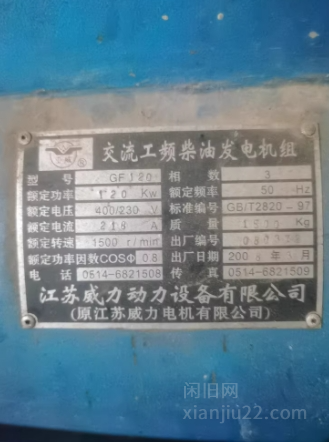 交流工频柴油发电机组
型号 GF120 相数 3
额定功率 120 Kw 额定频率 50 Hz
额定电压 400/230 V 标准编号 GB/T2820-97
额定电流 216 A 质量 Kg
额定转速 1500 r/min 出厂编号
额定功率因数COSΦ 0.8 出厂日期 200
电话 0514-6821508 传真 0514-6821509
江苏威力动力设备有限公司
(原江苏威力电机有限公司)
闲旧网
xianjiu22.com